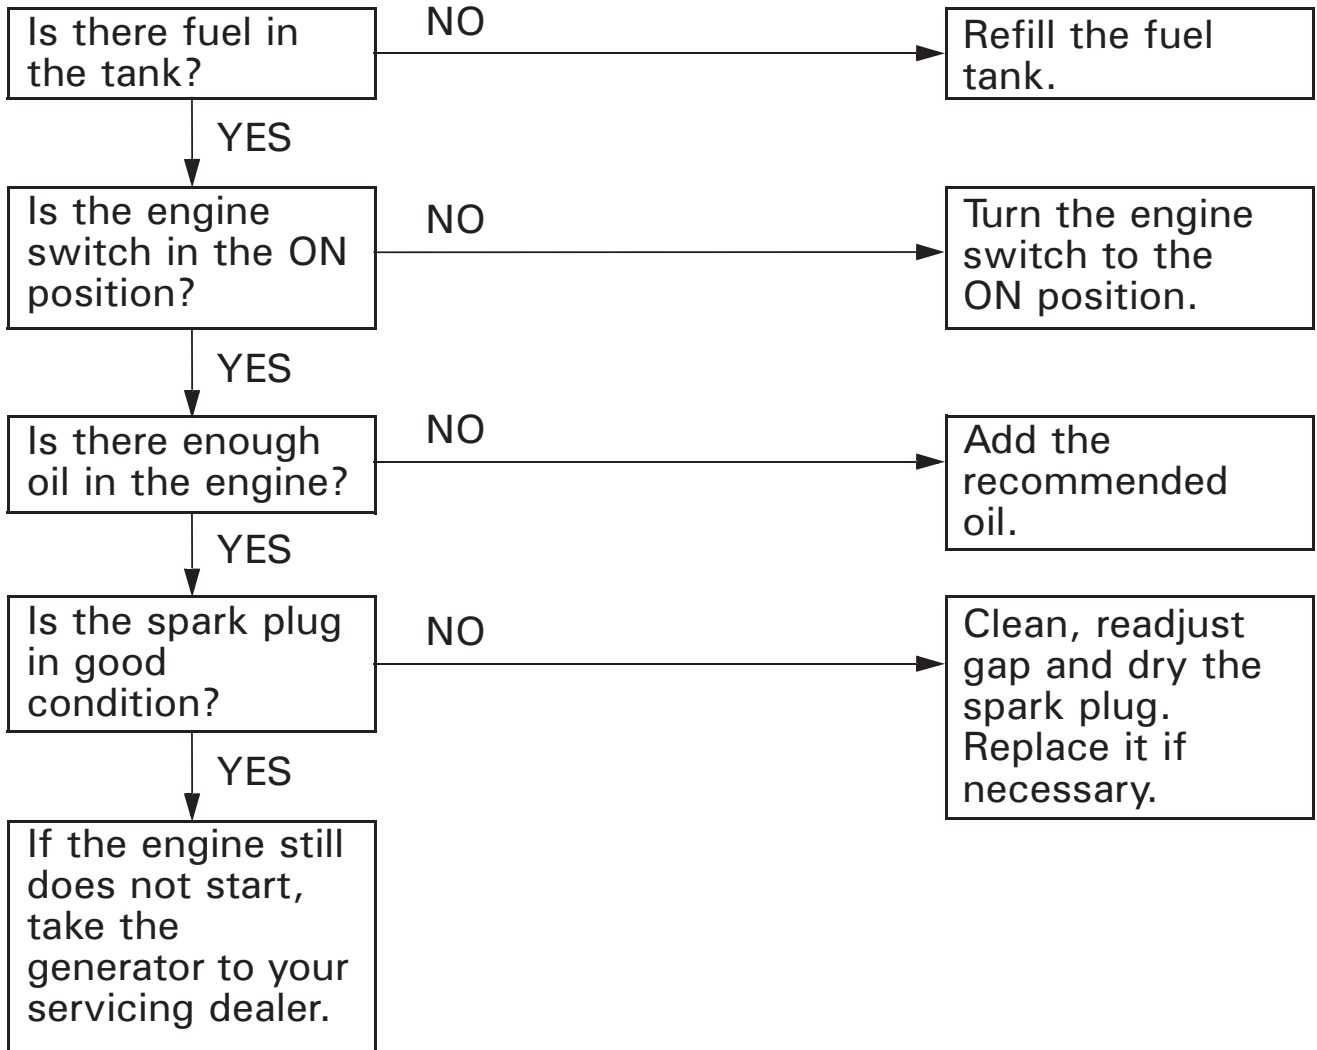 Is there fuel in
the tank?
NO
Refill the fuel
tank.
YES
Is the engine
switch in the ON
position?
NO
Turn the engine
switch to the
ON position.
YES
Is there enough
oil in the engine?
NO
Add the
recommended
oil.
YES
Is the spark plug
in good
condition?
NO
Clean, readjust
gap and dry the
spark plug.
Replace it if
necessary.
YES
If the engine still
does not start,
take the
generator to your
servicing dealer.